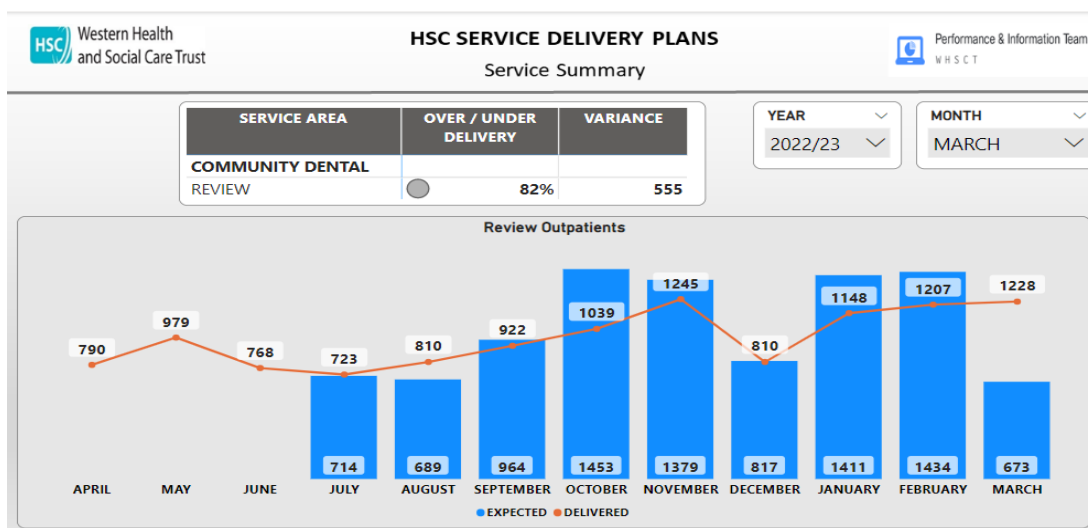 HSC
Western Health
and Social Care Trust
HSC SERVICE DELIVERY PLANS
Service Summary
Performance & Information Team
WHSCT
SERVICE AREA
OVER / UNDER
DELIVERY
VARIANCE
COMMUNITY DENTAL
REVIEW 82% 555
YEAR
2022/23
MONTH
MARCH
Review Outpatients
790 979 768 723 810 922 1039 1245 810 1148 1207 1228
714 689 964 1453 1379 817 1411 1434 673
APRIL MAY JUNE JULY AUGUST SEPTEMBER OCTOBER NOVEMBER DECEMBER JANUARY FEBRUARY MARCH
EXPECTED DELIVERED